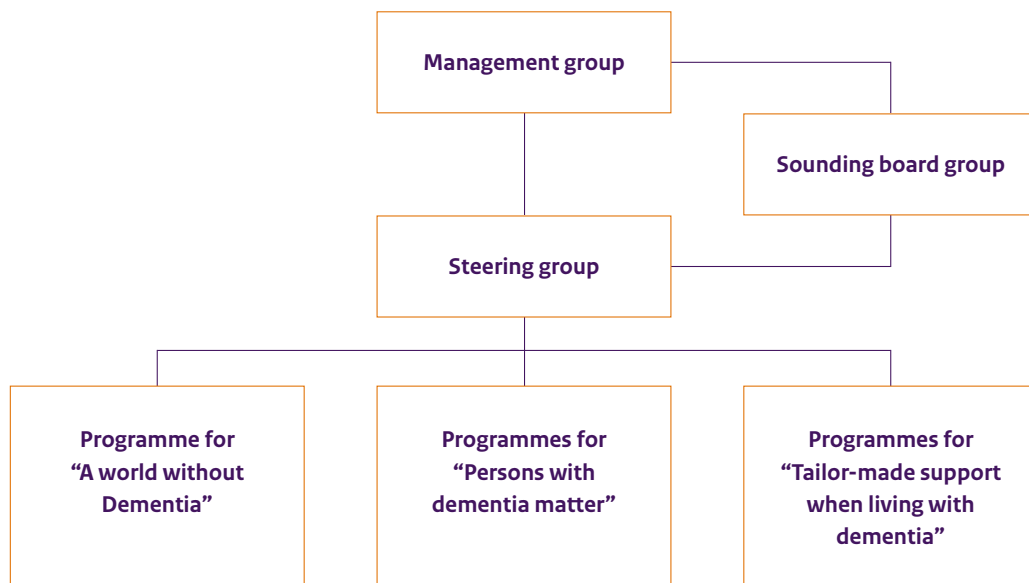 Management group
Sounding board group
Steering group
Programme for
“A world without
Dementia”
Programmes for
“Persons with
dementia matter”
Programmes for
“Tailor-made support
when living with
dementia”